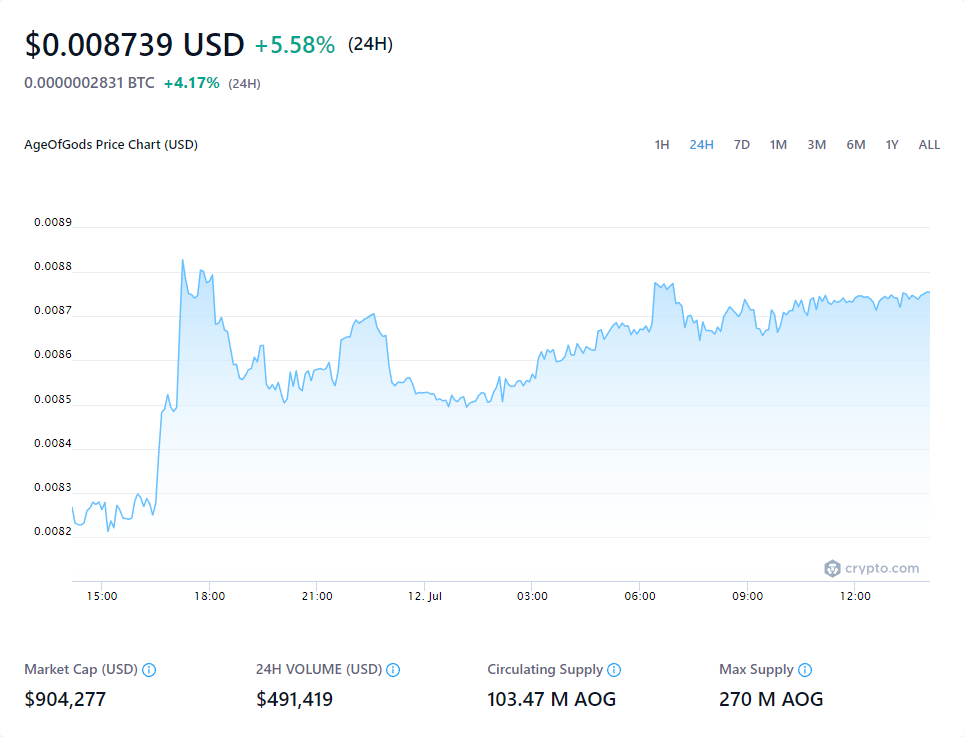 $0.008739 USD +5.58% (24H)
0.0000002831 BTC +4.17% (24H)
AgeOfGods Price Chart (USD) 1H 24H 7D 1M 3M 6M 1Y ALL
0.0089
0.0088
0.0087
0.0086
0.0085
0.0084
0.0083
0.0082
crypto.com
15:00 18:00 21:00 12. Jul 03:00 06:00 09:00 12:00
Market Cap (USD) 24H VOLUME (USD) Circulating Supply Max Supply
$904,277 $491,419 103.47 M AOG 270 M AOG